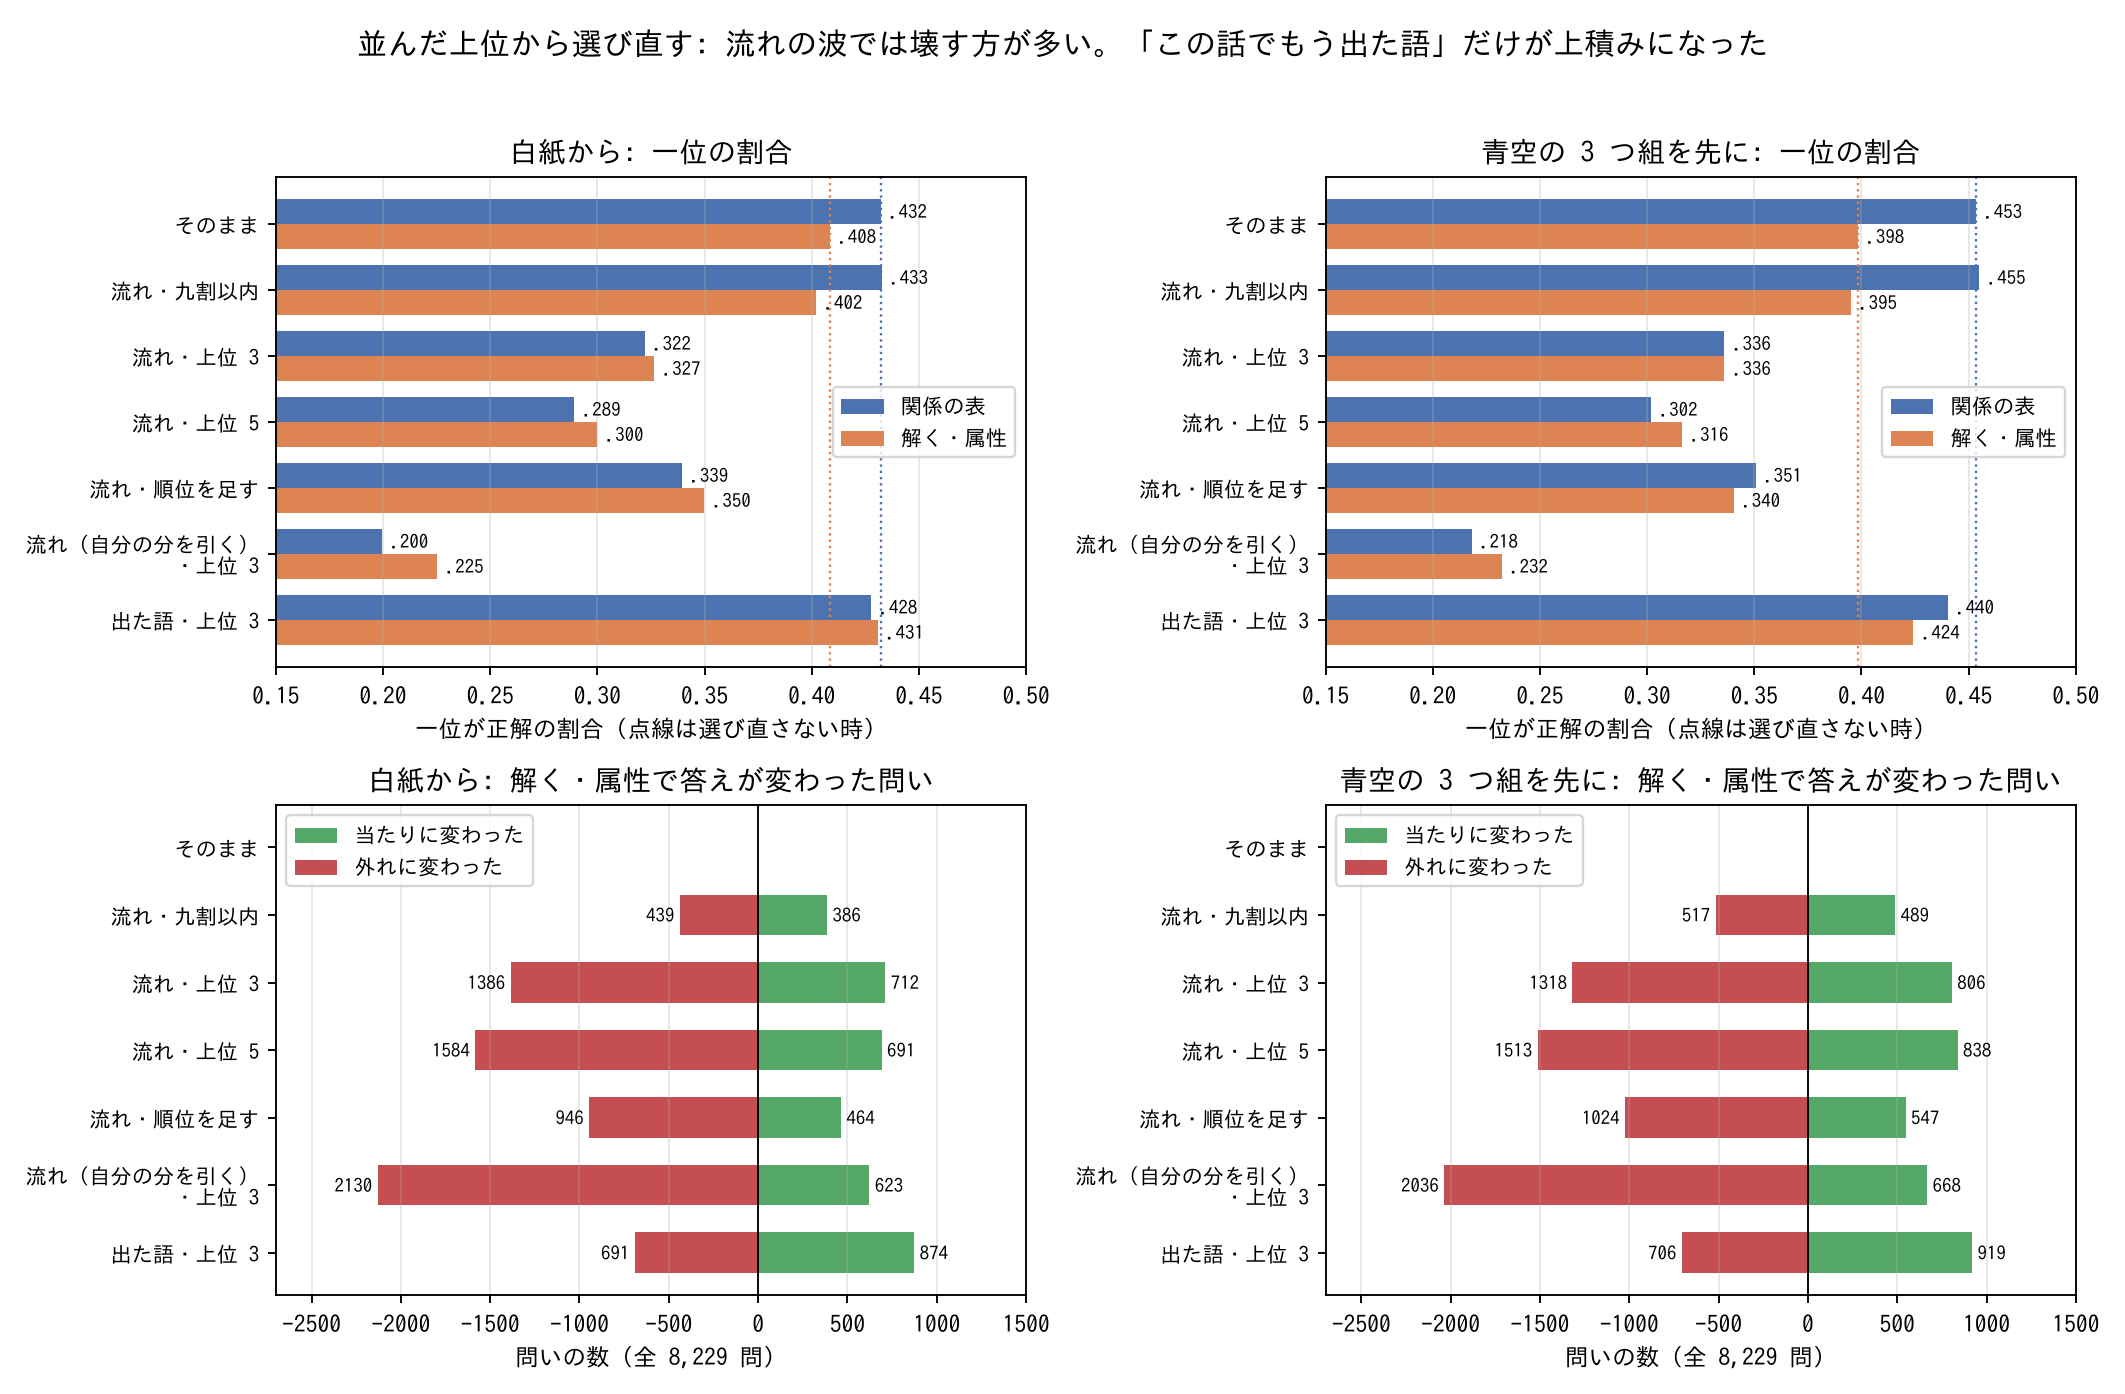 並んだ上位から選び直す: 流れの波では壊す方が多い。「この話でもう出た語」だけが上積みになった
白紙から: 一位の割合
そのまま
流れ・九割以内
流れ・上位 3
流れ・上位 5
流れ・順位を足す
流れ（自分の分を引く）
・上位 3
出た語・上位 3
.432
.408
.433
.402
.322
.327
.289
.300
.339
.350
.200
.225
.428
.431
関係の表
解く・属性
0.15 0.20 0.25 0.30 0.35 0.40 0.45 0.50
一位が正解の割合（点線は選び直さない時）
青空の 3 つ組を先に: 一位の割合
そのまま
流れ・九割以内
流れ・上位 3
流れ・上位 5
流れ・順位を足す
流れ（自分の分を引く）
・上位 3
出た語・上位 3
.453
.398
.455
.395
.336
.336
.302
.316
.351
.340
.218
.232
.440
.424
関係の表
解く・属性
0.15 0.20 0.25 0.30 0.35 0.40 0.45 0.50
一位が正解の割合（点線は選び直さない時）
白紙から: 解く・属性で答えが変わった問い
当たりに変わった
外れに変わった
そのまま
流れ・九割以内
439 386
流れ・上位 3
1386 712
流れ・上位 5
1584 691
流れ・順位を足す
946 464
流れ（自分の分を引く）
・上位 3
2130 623
出た語・上位 3
691 874
-2500 -2000 -1500 -1000 -500 0 500 1000 1500
問いの数（全 8,229 問）
青空の 3 つ組を先に: 解く・属性で答えが変わった問い
当たりに変わった
外れに変わった
そのまま
流れ・九割以内
517 489
流れ・上位 3
1318 806
流れ・上位 5
1513 838
流れ・順位を足す
1024 547
流れ（自分の分を引く）
・上位 3
2036 668
出た語・上位 3
706 919
-2500 -2000 -1500 -1000 -500 0 500 1000 1500
問いの数（全 8,229 問）